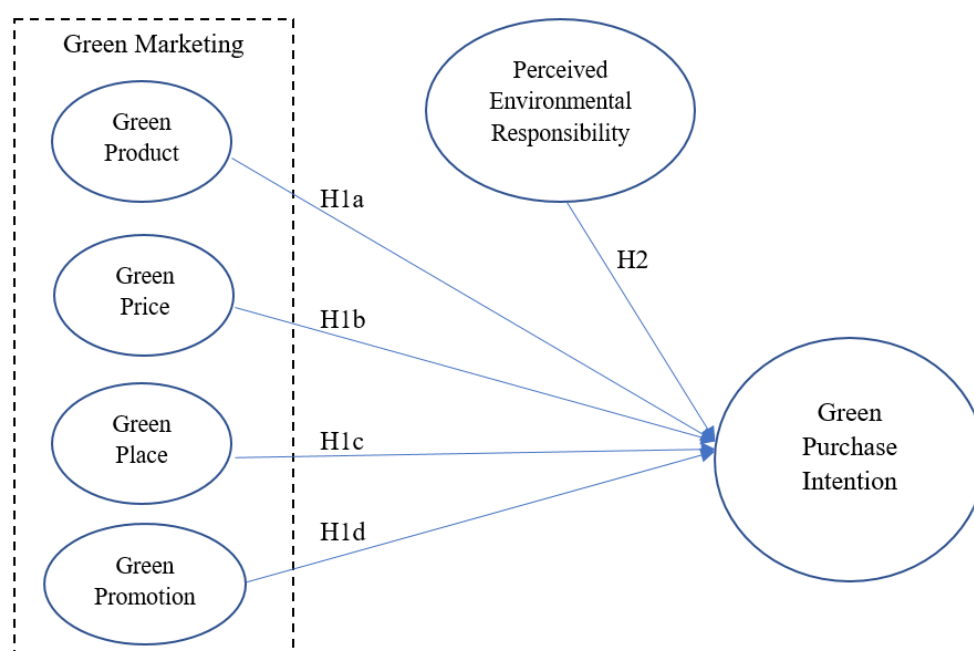 Green Marketing
Green
Product
Green
Price
Green
Place
Green
Promotion
H1a
H1b
H1c
H1d
Perceived
Environmental
Responsibility
H2
Green
Purchase
Intention